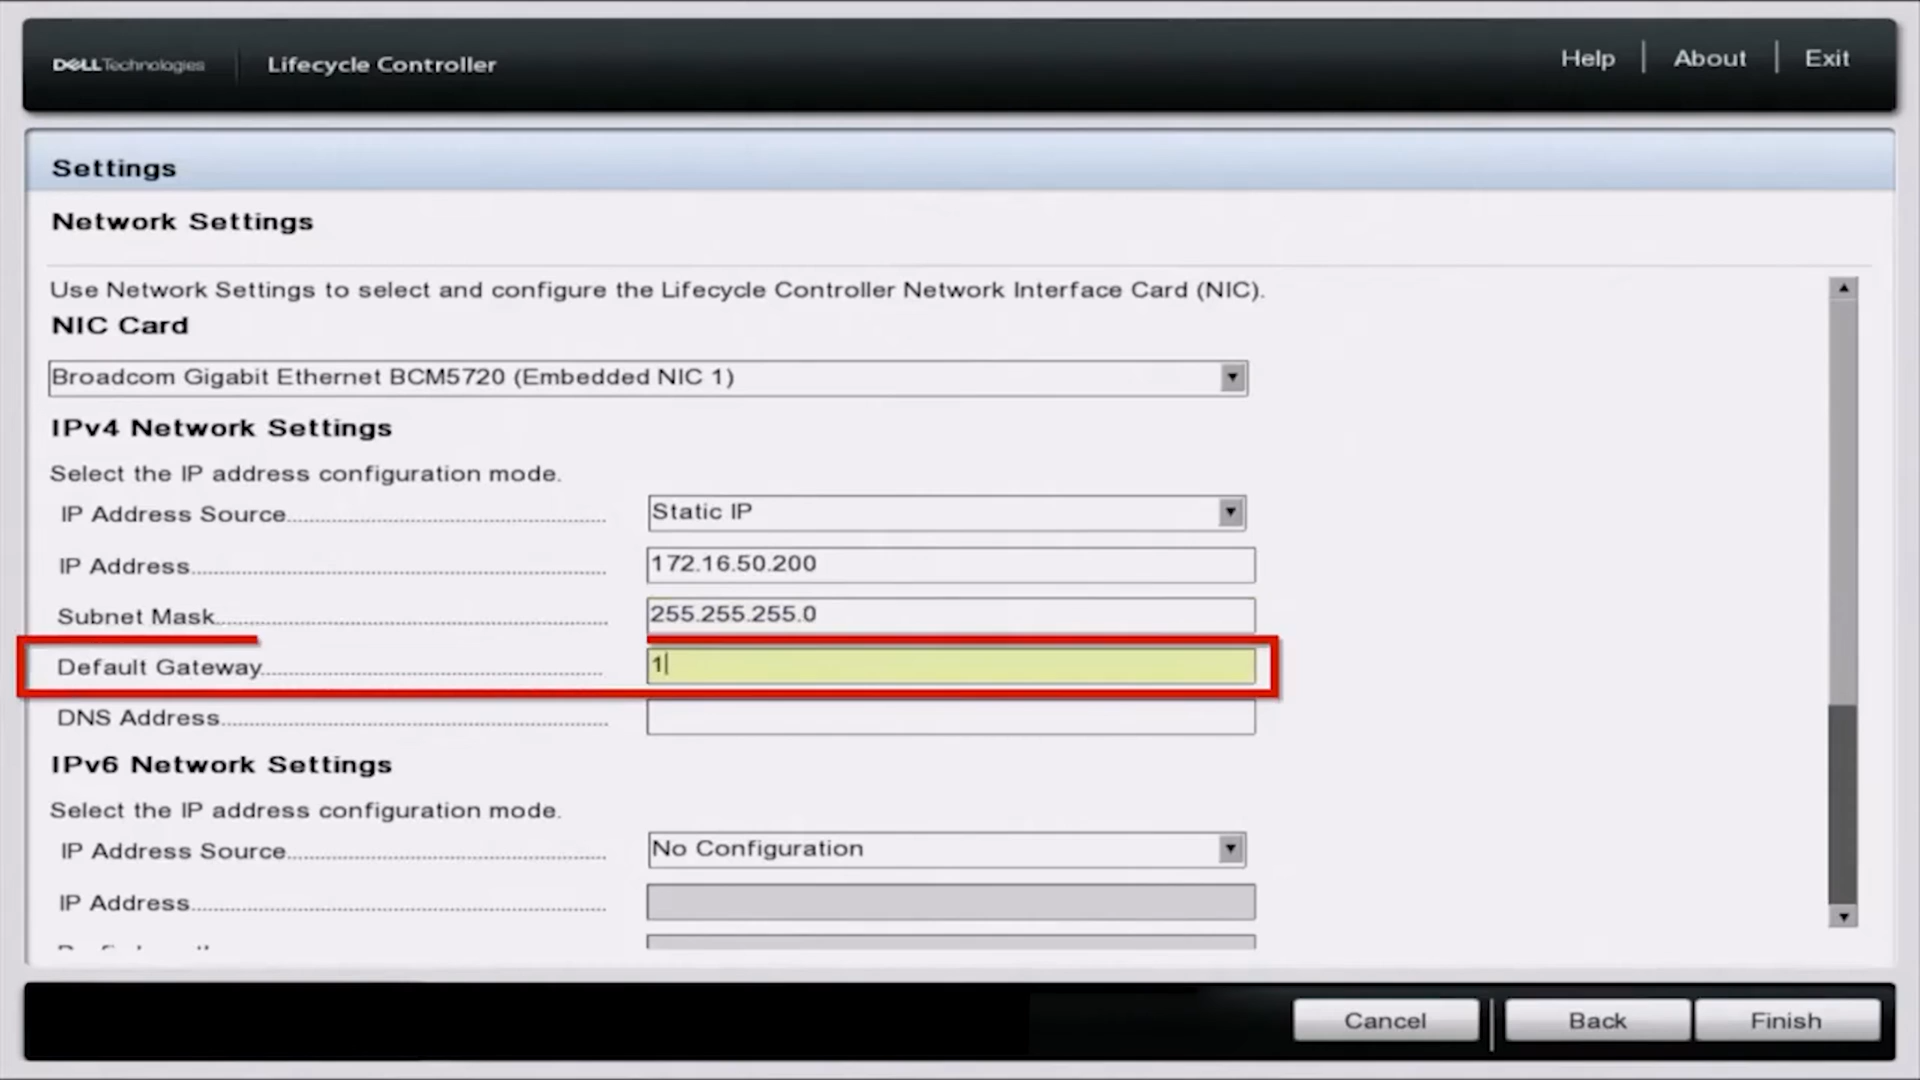 DELL Technologies
Lifecycle Controller
Help
About
Exit
Settings
Network Settings
Use Network Settings to select and configure the Lifecycle Controller Network Interface Card (NIC).
NIC Card
Broadcom Gigabit Ethernet BCM5720 (Embedded NIC 1)
IPv4 Network Settings
Select the IP address configuration mode.
IP Address Source
Static IP
IP Address
172.16.50.200
Subnet Mask
255.255.255.0
Default Gateway
1
DNS Address
IPv6 Network Settings
Select the IP address configuration mode.
IP Address Source
No Configuration
IP Address
Cancel
Back
Finish